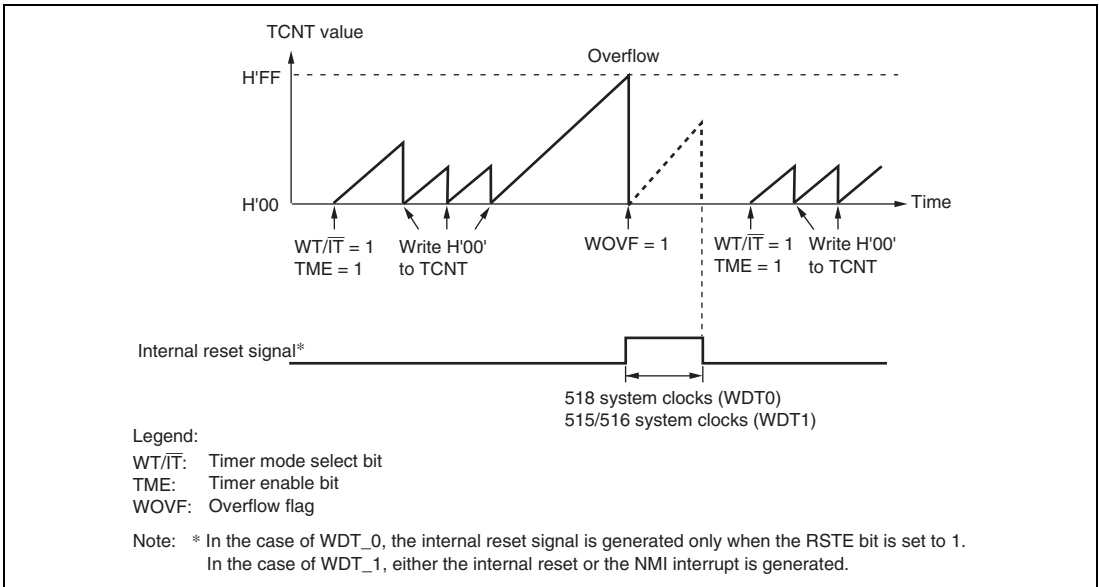 TCNT value
Overflow
H'FF
H'00
Time
WT/I̅T̅ = 1
TME = 1
Write H'00'
to TCNT
WOVF = 1
WT/I̅T̅ = 1
TME = 1
Write H'00'
to TCNT
Internal reset signal*
518 system clocks (WDT0)
515/516 system clocks (WDT1)
Legend:
WT/I̅T̅: Timer mode select bit
TME: Timer enable bit
WOVF: Overflow flag
Note: * In the case of WDT_0, the internal reset signal is generated only when the RSTE bit is set to 1.
In the case of WDT_1, either the internal reset or the NMI interrupt is generated.